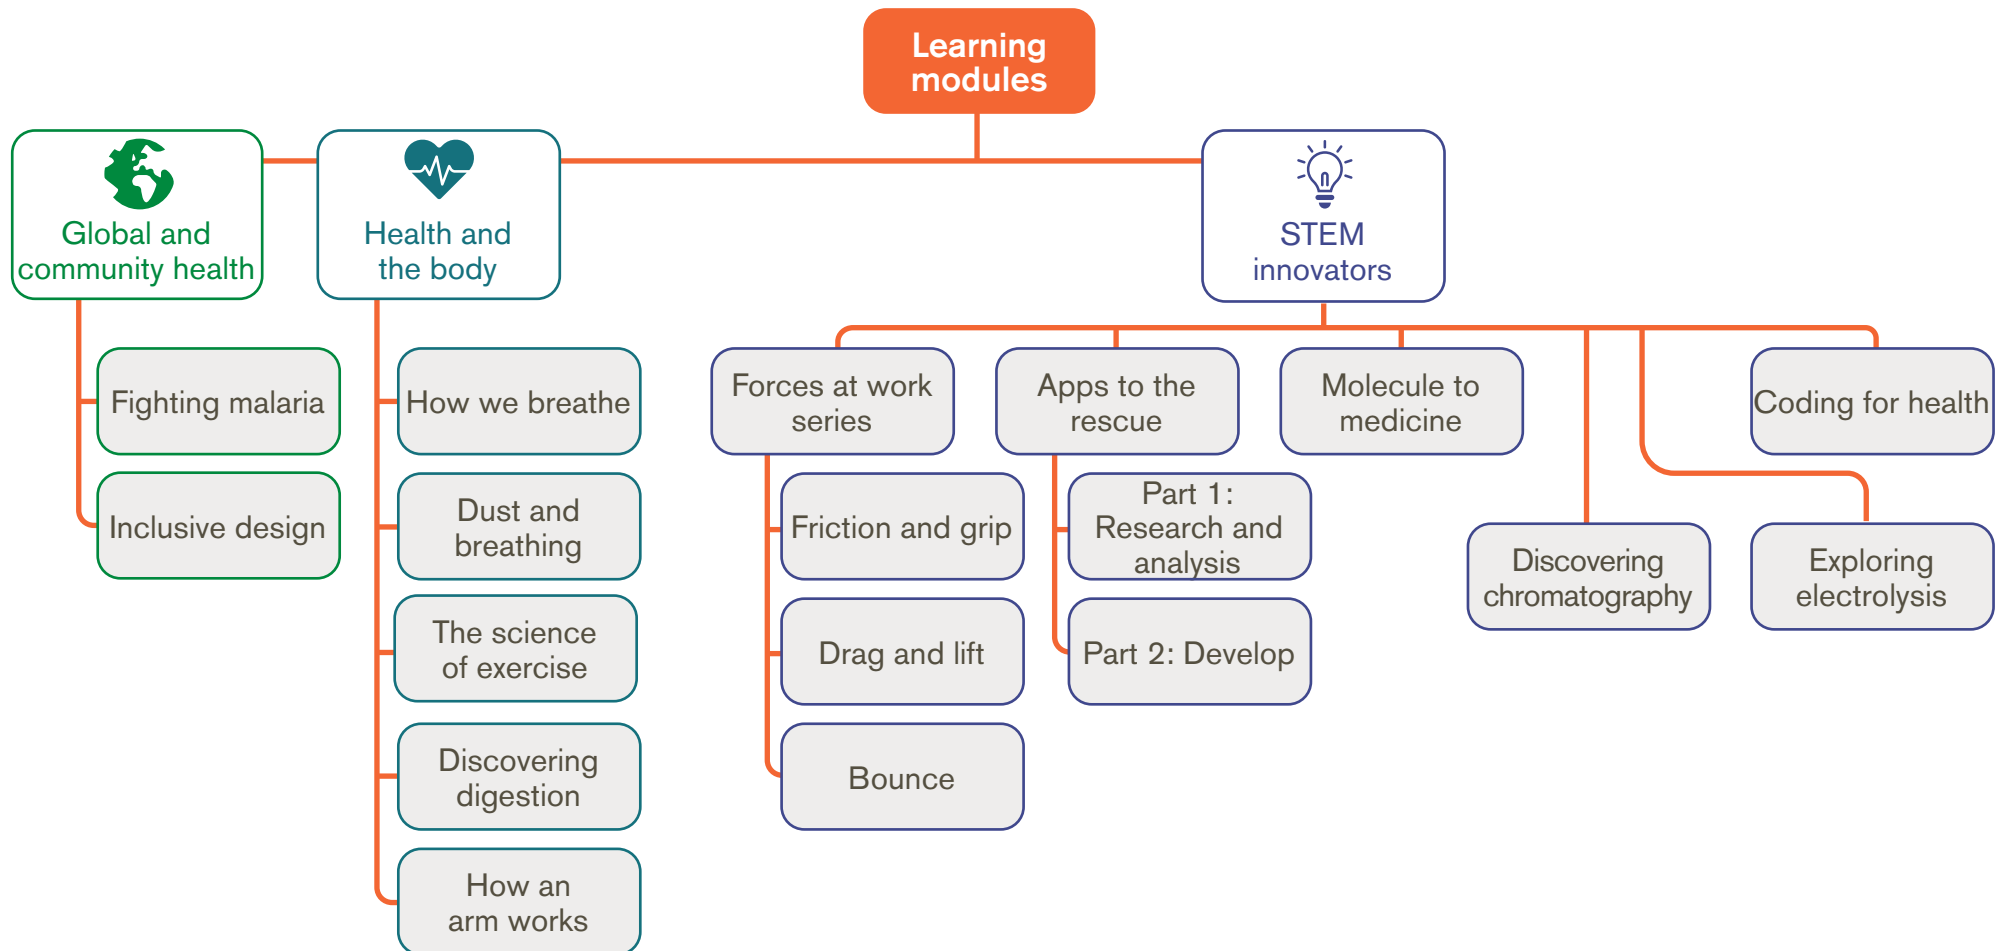 Learning
modules
Global and
community health
Health and
the body
STEM
innovators
Fighting malaria
Inclusive design
How we breathe
Dust and
breathing
The science
of exercise
Discovering
digestion
How an
arm works
Forces at work
series
Friction and grip
Drag and lift
Bounce
Apps to the
rescue
Part 1:
Research and
analysis
Part 2: Develop
Molecule to
medicine
Discovering
chromatography
Exploring
electrolysis
Coding for health